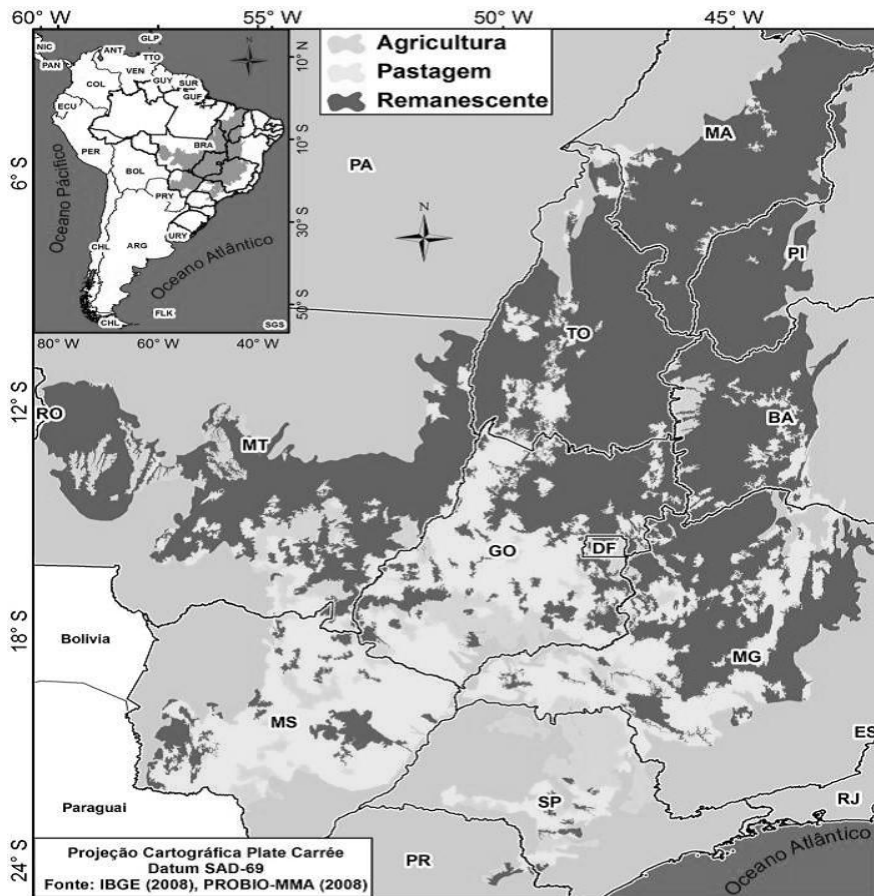 60° W
55° W
50° W
45° W
NIC
PAN
ANT
GLP
TTO
VEN
COL
GUY
SUR
GUF
ECU
BRA
PER
BOL
PRY
CHL
ARG
URY
CHL
FLK
SGS
Oceano Pácifico
Oceano Atlântico
N
10° N
10° S
30° S
50° S
80° W
60° W
40° W
Agricultura
Pastagem
Remanescente
6° S
12° S
18° S
24° S
N
PA
MA
PI
TO
RO
MT
BA
GO
DF
Bolivia
MG
MS
ES
Paraguai
SP
RJ
PR
Oceano Atlântico
Projeção Cartográfica Plate Carrée
Datum SAD-69
Fonte: IBGE (2008), PROBIO-MMA (2008)